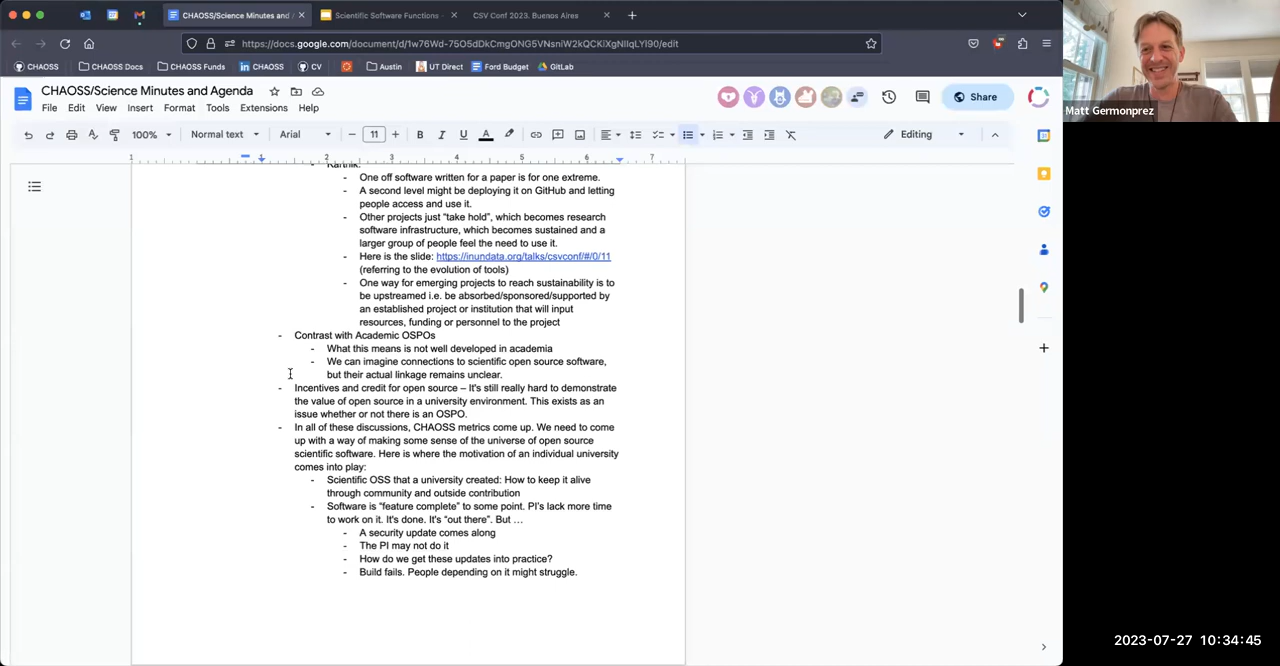 CHAOSS/Science Minutes and
Scientific Software Functions
CSV Conf 2023. Buenos Aires
https://docs.google.com/document/d/1w76Wd-75O5dDkCmgONG5VNsniW2kQCKiXgNIlqLYl90/edit
CHAOSS
CHAOSS Docs
CHAOSS Funds
CHAOSS
CV
Austin
UT Direct
Ford Budget
GitLab
CHAOSS/Science Minutes and Agenda
File Edit View Insert Format Tools Extensions Help
Share
100%
Normal text
Arial
11
Editing
1 2 3 4 5 6 7
Karthik:
- One off software written for a paper is for one extreme.
- A second level might be deploying it on GitHub and letting
people access and use it.
- Other projects just “take hold”, which becomes research
software infrastructure, which becomes sustained and a
larger group of people feel the need to use it.
- Here is the slide: https://inundata.org/talks/csvconf/#/0/11
(referring to the evolution of tools)
- One way for emerging projects to reach sustainability is to
be upstreamed i.e. be absorbed/sponsored/supported by
an established project or institution that will input
resources, funding or personnel to the project
- Contrast with Academic OSPOs
- What this means is not well developed in academia
- We can imagine connections to scientific open source software,
but their actual linkage remains unclear.
- Incentives and credit for open source – It's still really hard to demonstrate
the value of open source in a university environment. This exists as an
issue whether or not there is an OSPO.
- In all of these discussions, CHAOSS metrics come up. We need to come
up with a way of making some sense of the universe of open source
scientific software. Here is where the motivation of an individual university
comes into play:
- Scientific OSS that a university created: How to keep it alive
through community and outside contribution
- Software is “feature complete” to some point. PI's lack more time
to work on it. It's done. It's “out there”. But …
- A security update comes along
- The PI may not do it
- How do we get these updates into practice?
- Build fails. People depending on it might struggle.
Matt Germonprez
2023-07-27 10:34:45